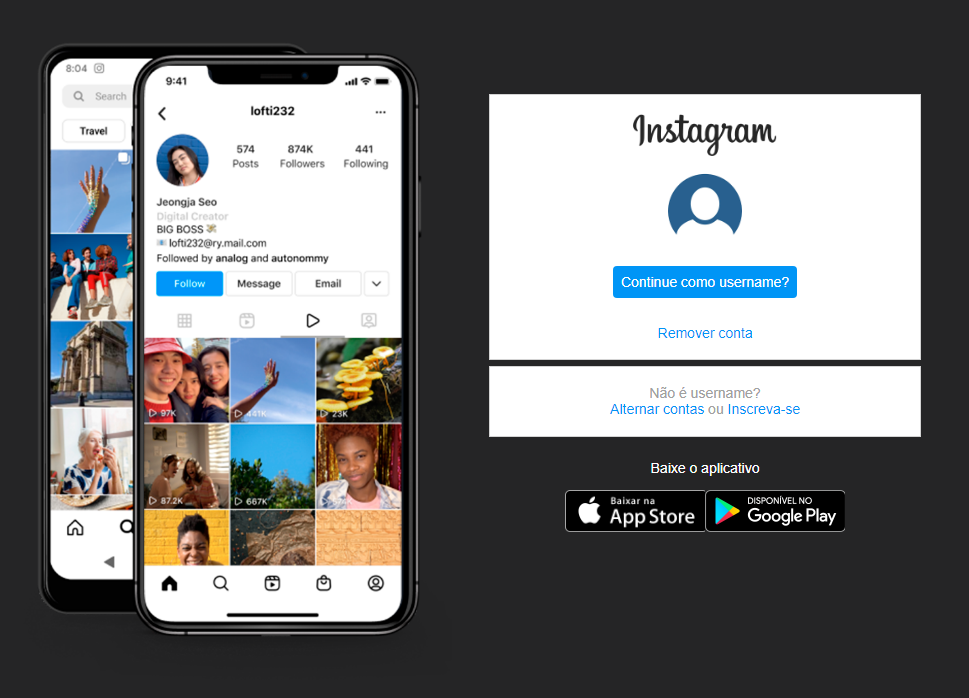 8:04
Search
Travel
9:41
lofti232
574
874K
441
Posts
Followers
Following
Jeongja Seo
Digital Creator
BIG BOSS
lofti232@ry.mail.com
Followed by analog and autonommy
Follow
Message
Email
97K
441K
23K
87.2K
667K
Instagram
Continue como username?
Remover conta
Não é username?
Alternar contas ou Inscreva-se
Baixe o aplicativo
Baixar na
App Store
DISPONÍVEL NO
Google Play